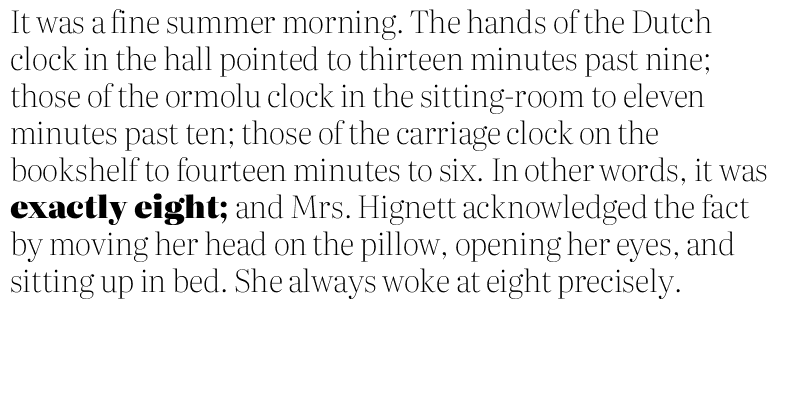 It was a fine summer morning. The hands of the Dutch
clock in the hall pointed to thirteen minutes past nine;
those of the ormolu clock in the sitting-room to eleven
minutes past ten; those of the carriage clock on the
bookshelf to fourteen minutes to six. In other words, it was
exactly eight; and Mrs. Hignett acknowledged the fact
by moving her head on the pillow, opening her eyes, and
sitting up in bed. She always woke at eight precisely.